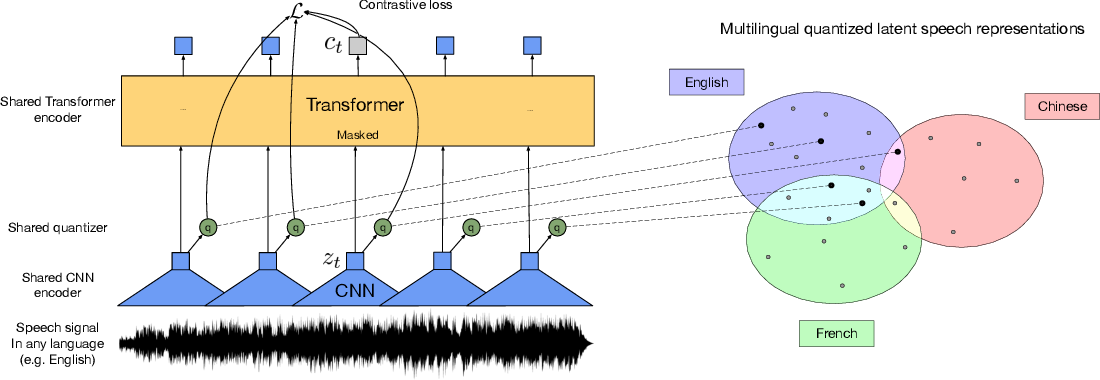 Contrastive loss
ℒ
c_t
Multilingual quantized latent speech representations
English
Chinese
Shared Transformer
encoder
Transformer
Masked
Shared quantizer
q q q q q
z_t
Shared CNN
encoder
CNN
Speech signal
In any language
(e.g. English)
French